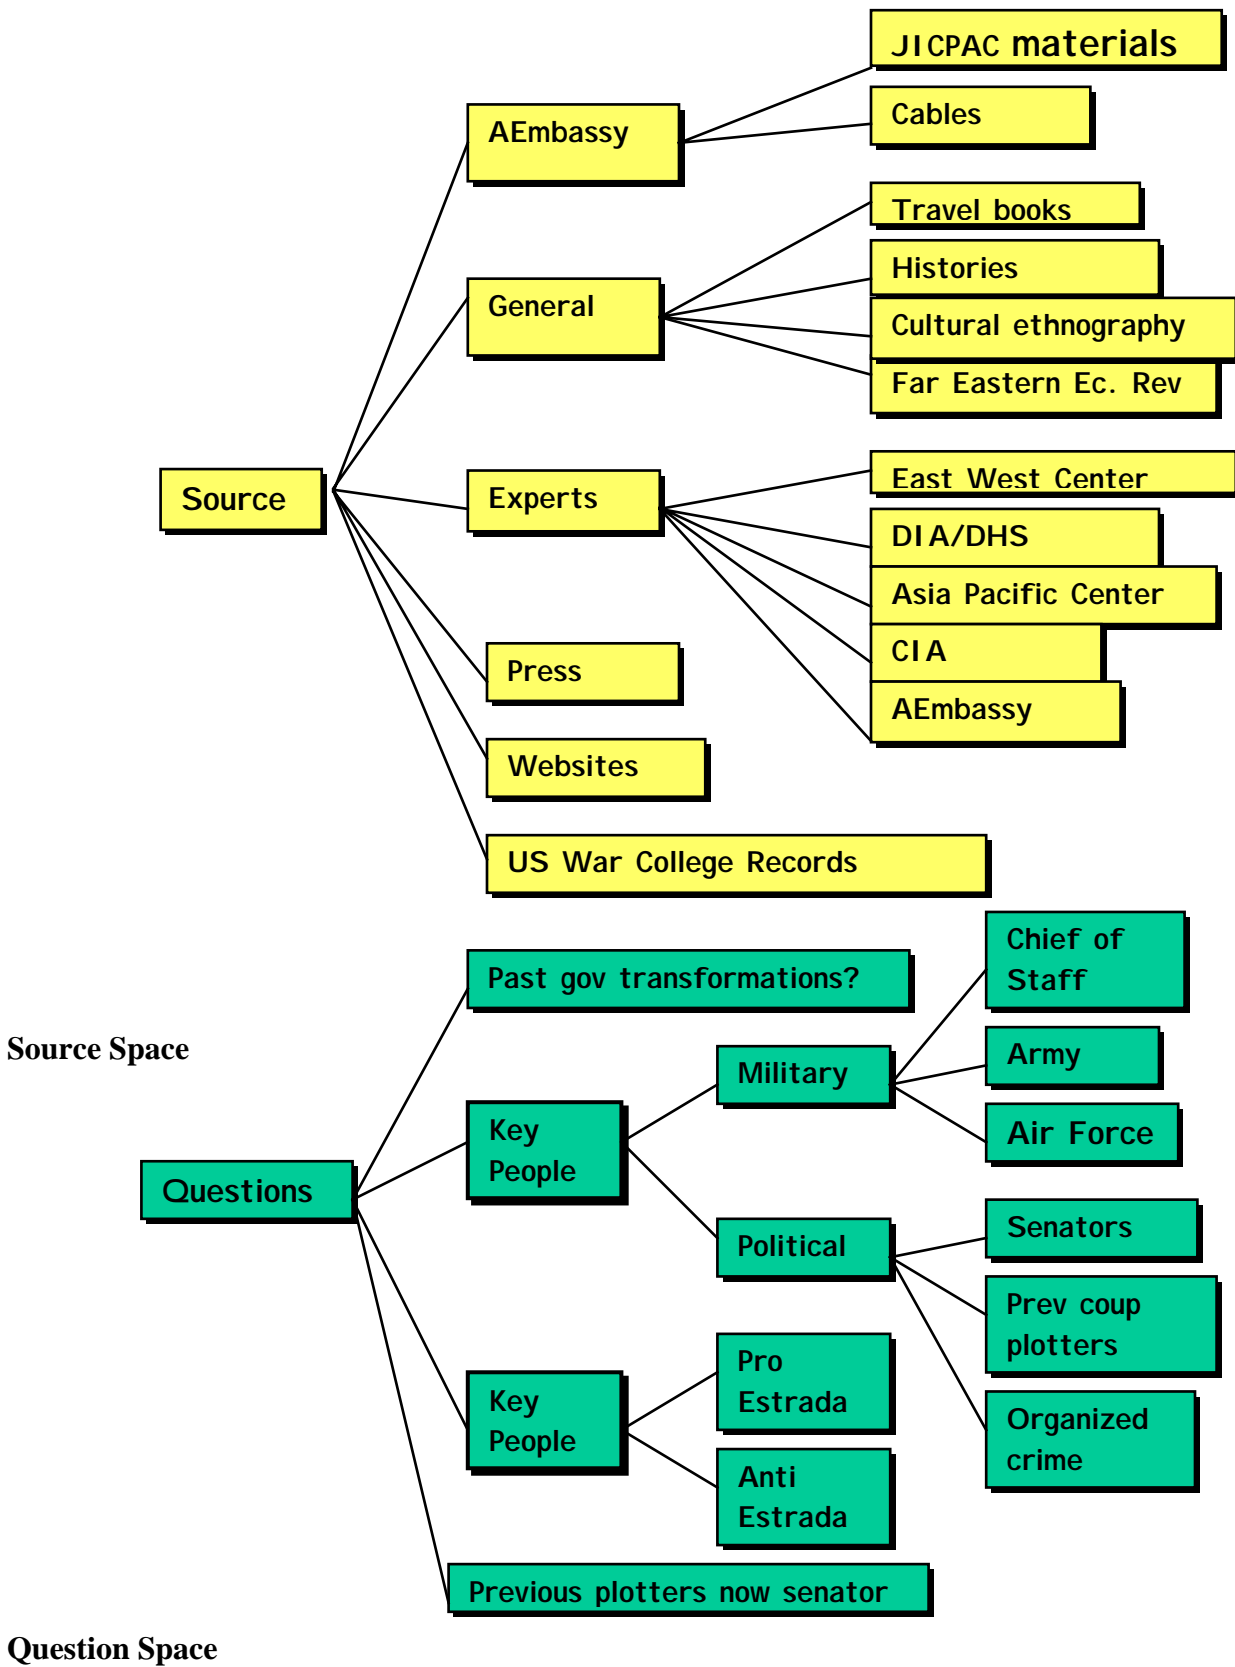 JICPAC materials
AEmbassy
Cables
Travel books
General
Histories
Cultural ethnography
Far Eastern Ec. Rev
Source
Experts
East West Center
DIA/DHS
Asia Pacific Center
CIA
AEmbassy
Press
Websites
US War College Records
Past gov transformations?
Chief of
Staff
Source Space
Military
Army
Key
People
Air Force
Questions
Political
Senators
Prev coup
plotters
Key
People
Pro
Estrada
Organized
crime
Anti
Estrada
Previous plotters now senator
Question Space